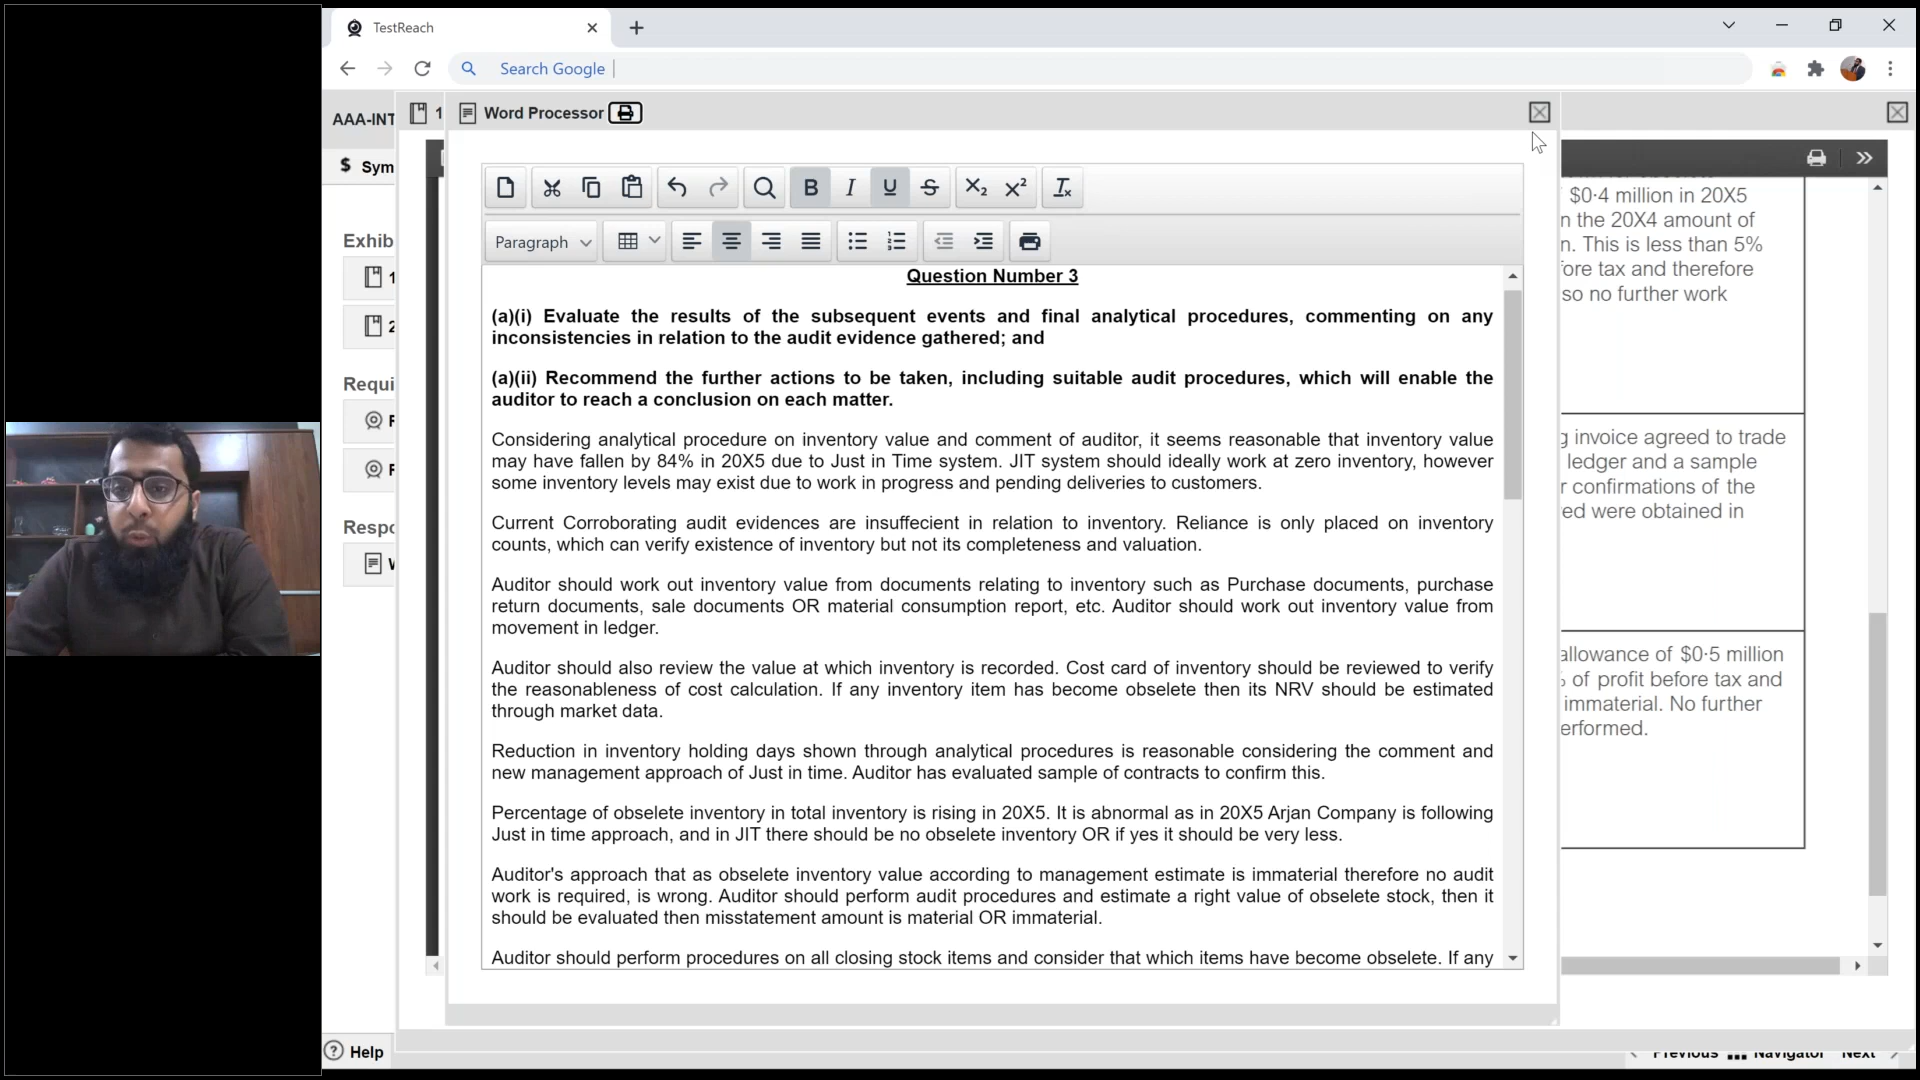 TestReach
Search Google
AAA-INT
1
Word Processor
$ Sym
Paragraph
Exhib
1
2
Requi
Respo
Question Number 3
(a)(i) Evaluate the results of the subsequent events and final analytical procedures, commenting on any
inconsistencies in relation to the audit evidence gathered; and
(a)(ii) Recommend the further actions to be taken, including suitable audit procedures, which will enable the
auditor to reach a conclusion on each matter.
Considering analytical procedure on inventory value and comment of auditor, it seems reasonable that inventory value
may have fallen by 84% in 20X5 due to Just in Time system. JIT system should ideally work at zero inventory, however
some inventory levels may exist due to work in progress and pending deliveries to customers.
Current Corroborating audit evidences are insuffecient in relation to inventory. Reliance is only placed on inventory
counts, which can verify existence of inventory but not its completeness and valuation.
Auditor should work out inventory value from documents relating to inventory such as Purchase documents, purchase
return documents, sale documents OR material consumption report, etc. Auditor should work out inventory value from
movement in ledger.
Auditor should also review the value at which inventory is recorded. Cost card of inventory should be reviewed to verify
the reasonableness of cost calculation. If any inventory item has become obselete then its NRV should be estimated
through market data.
Reduction in inventory holding days shown through analytical procedures is reasonable considering the comment and
new management approach of Just in time. Auditor has evaluated sample of contracts to confirm this.
Percentage of obselete inventory in total inventory is rising in 20X5. It is abnormal as in 20X5 Arjan Company is following
Just in time approach, and in JIT there should be no obselete inventory OR if yes it should be very less.
Auditor's approach that as obselete inventory value according to management estimate is immaterial therefore no audit
work is required, is wrong. Auditor should perform audit procedures and estimate a right value of obselete stock, then it
should be evaluated then misstatement amount is material OR immaterial.
Auditor should perform procedures on all closing stock items and consider that which items have become obselete. If any
$0·4 million in 20X5
n the 20X4 amount of
n. This is less than 5%
fore tax and therefore
so no further work
g invoice agreed to trade
ledger and a sample
r confirmations of the
ed were obtained in
allowance of $0·5 million
% of profit before tax and
immaterial. No further
erformed.
Help
Previous
Navigator
Next